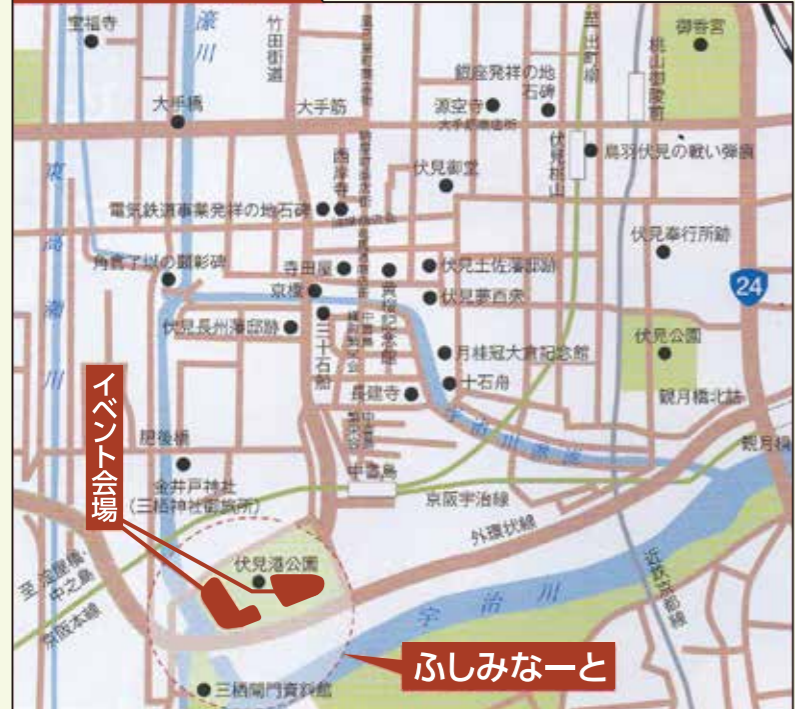 宝福寺
濠川
竹田街道
至 出町柳
御香宮
桃山御陵前
銀座発祥の地
石碑
大手橋
大手筋
源空寺
伏見桃山
鳥羽伏見の戦い弾痕
東高瀬川
西岸寺
伏見御堂
電気鉄道事業発祥の地石碑
伏見奉行所跡
角倉了以の顕彰碑
寺田屋
伏見土佐藩邸跡
24
京橋
伏見夢百衆
伏見長州藩邸跡
三十石船
月桂冠大倉記念館
伏見公園
十石舟
長建寺
観月橋北詰
宇治川派流
観月橋
イベント会場
肥後橋
中書島
金井戸神社
(三栖神社御旅所)
京阪宇治線
外環状線
伏見港公園
至 淀屋橋・
中之島
京阪本線
近鉄京都線
宇治川
ふしみなーと
三栖閘門資料館